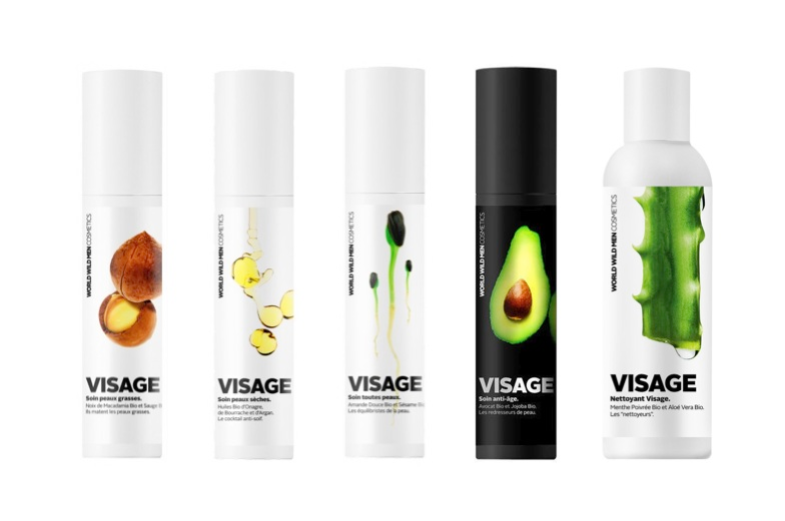 WORLD WILD MEN COSMETICS
VISAGE
Soin peaux grasses.
Noix de Macadamia Bio et Sauge B
Ils matent les peaux grasses.
WORLD WILD MEN COSMETICS
VISAGE
Soin peaux sèches.
Huiles Bio d'Onagre,
de Bourrache et d'Argan.
Le cocktail anti-soif.
WORLD WILD MEN COSMETICS
VISAGE
Soin toutes peaux.
Amande Douce Bio et Sésame Bio
Les équilibristes de la peau.
WORLD WILD MEN COSMETICS
VISAGE
Soin anti-âge.
Avocat Bio et Jojoba Bio.
Les redresseurs de peau.
WORLD WILD MEN COSMETICS
VISAGE
Nettoyant Visage.
Menthe Poivrée Bio et Aloé Vera Bio.
Les "nettoyeurs".